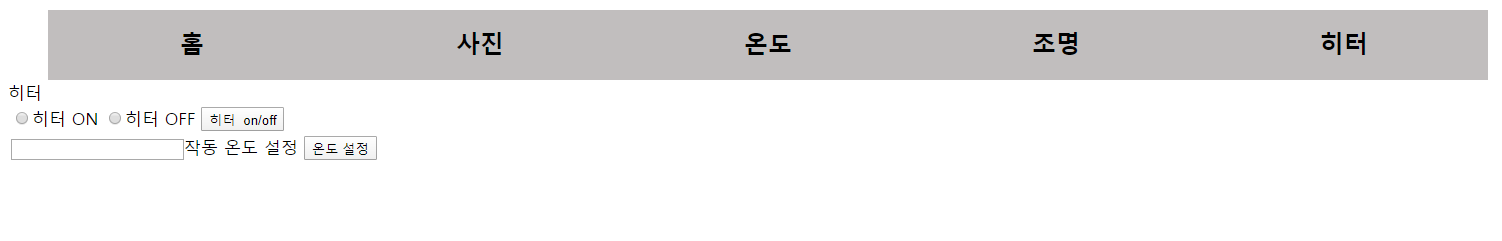 홈 사진 온도 조명 히터
히터
히터 ON 히터 OFF 히터 on/off
작동 온도 설정 온도 설정